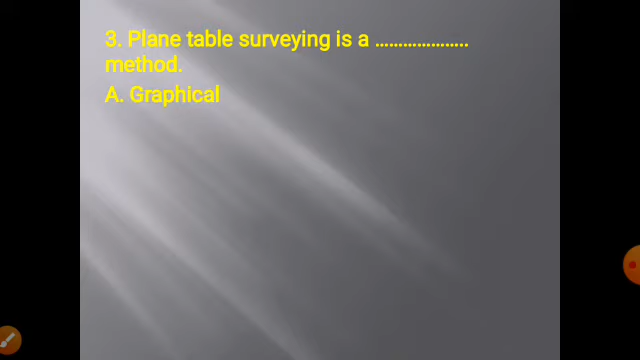 3. Plane table surveying is a ....................
method.
A. Graphical